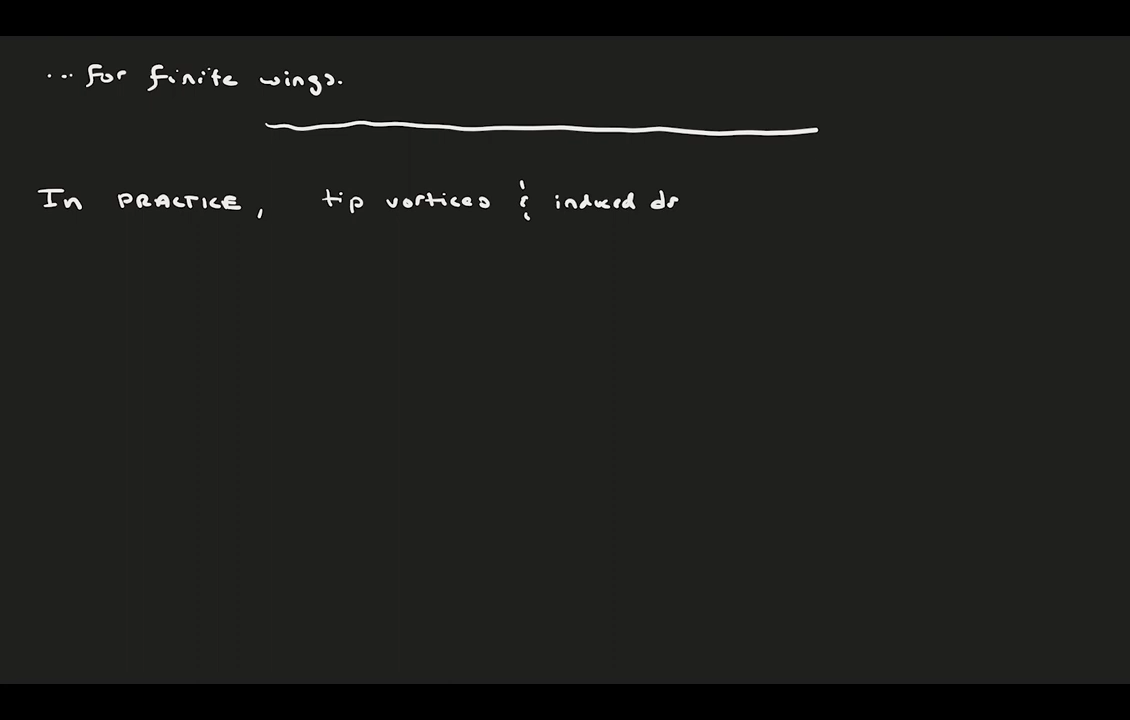 ... for finite wings.
In PRACTICE, tip vortices & induced dr